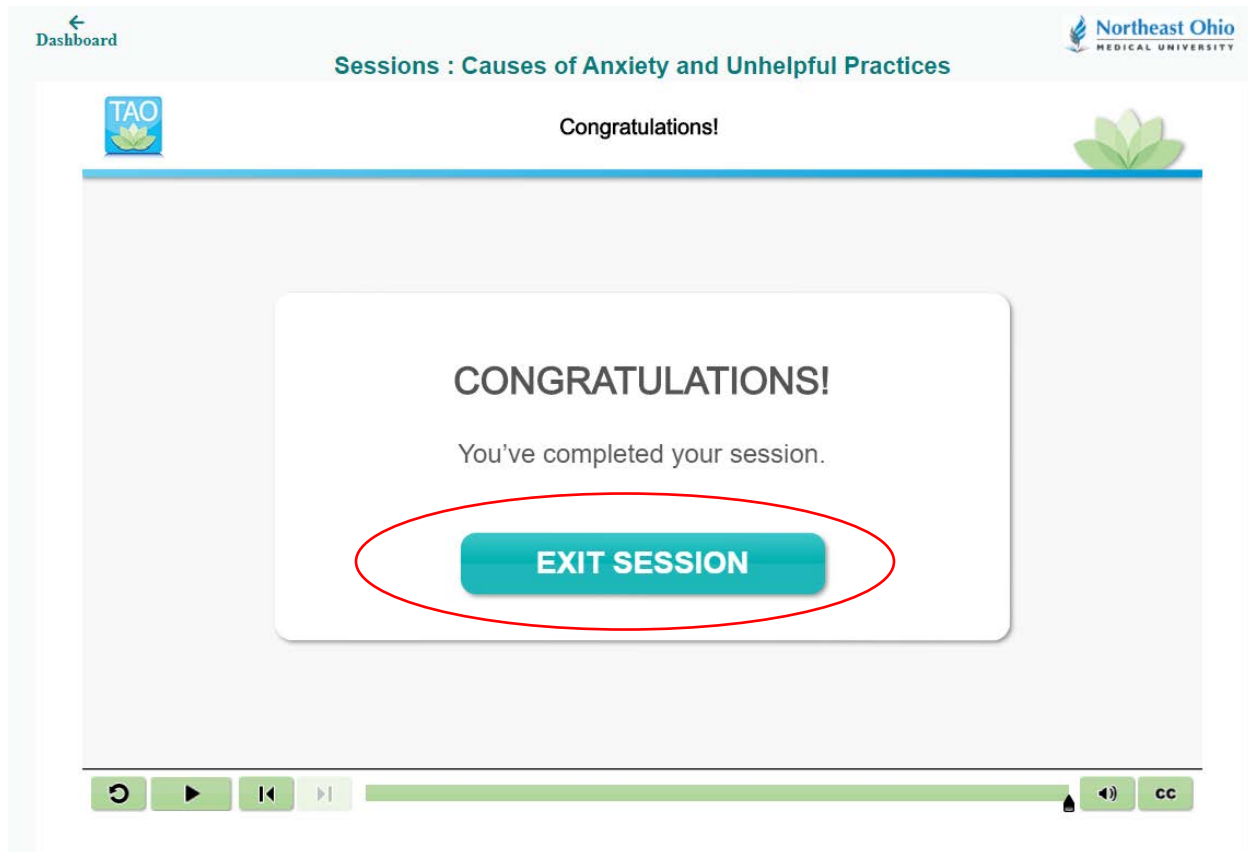 Dashboard
Northeast Ohio
MEDICAL UNIVERSITY
Sessions : Causes of Anxiety and Unhelpful Practices
TAO
Congratulations!
CONGRATULATIONS!
You've completed your session.
EXIT SESSION
CC